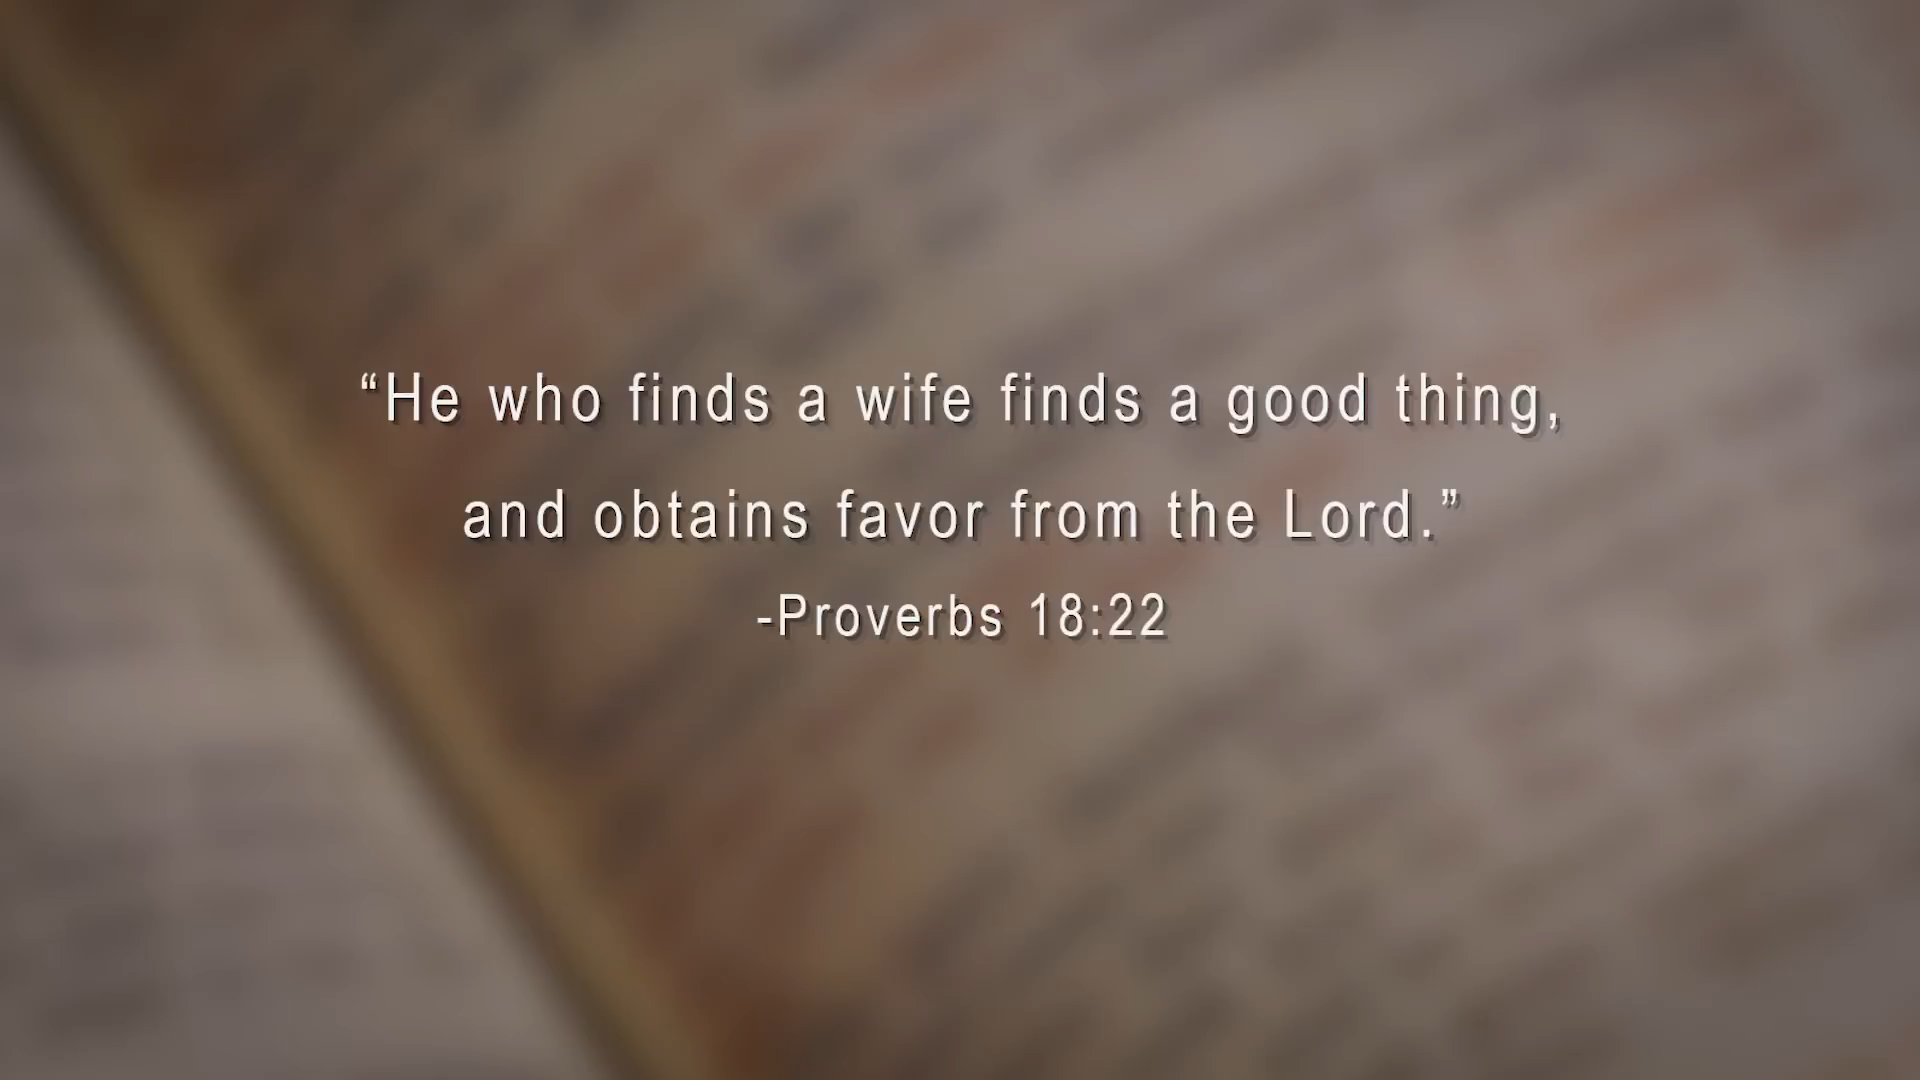 “He who finds a wife finds a good thing,
and obtains favor from the Lord.”
-Proverbs 18:22